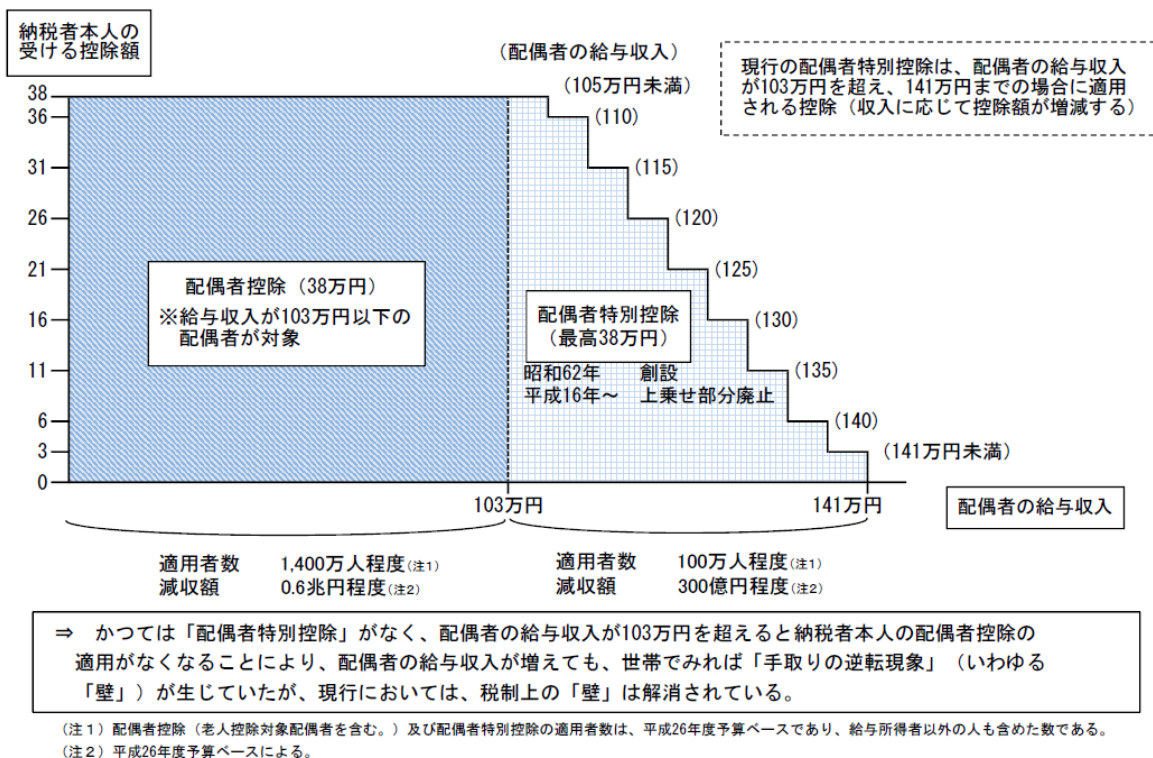 納税者本人の
受ける控除額
(配偶者の給与収入)
現行の配偶者特別控除は、配偶者の給与収入
が103万円を超え、141万円までの場合に適用
される控除（収入に応じて控除額が増減する）
38
(105万円未満)
36
(110)
31
(115)
26
(120)
21
(125)
16
(130)
11
(135)
6
(140)
3
(141万円未満)
0
配偶者控除（38万円）
※給与収入が103万円以下の
配偶者が対象
配偶者特別控除
（最高38万円）
昭和62年　創設
平成16年～　上乗せ部分廃止
103万円
141万円
配偶者の給与収入
適用者数　1,400万人程度(注1)
減収額　0.6兆円程度(注2)
適用者数　100万人程度(注1)
減収額　300億円程度(注2)
⇒　かつては「配偶者特別控除」がなく、配偶者の給与収入が103万円を超えると納税者本人の配偶者控除の
適用がなくなることにより、配偶者の給与収入が増えても、世帯でみれば「手取りの逆転現象」（いわゆる
「壁」）が生じていたが、現行においては、税制上の「壁」は解消されている。
（注１）配偶者控除（老人控除対象配偶者を含む。）及び配偶者特別控除の適用者数は、平成26年度予算ベースであり、給与所得者以外の人も含めた数である。
（注２）平成26年度予算ベースによる。